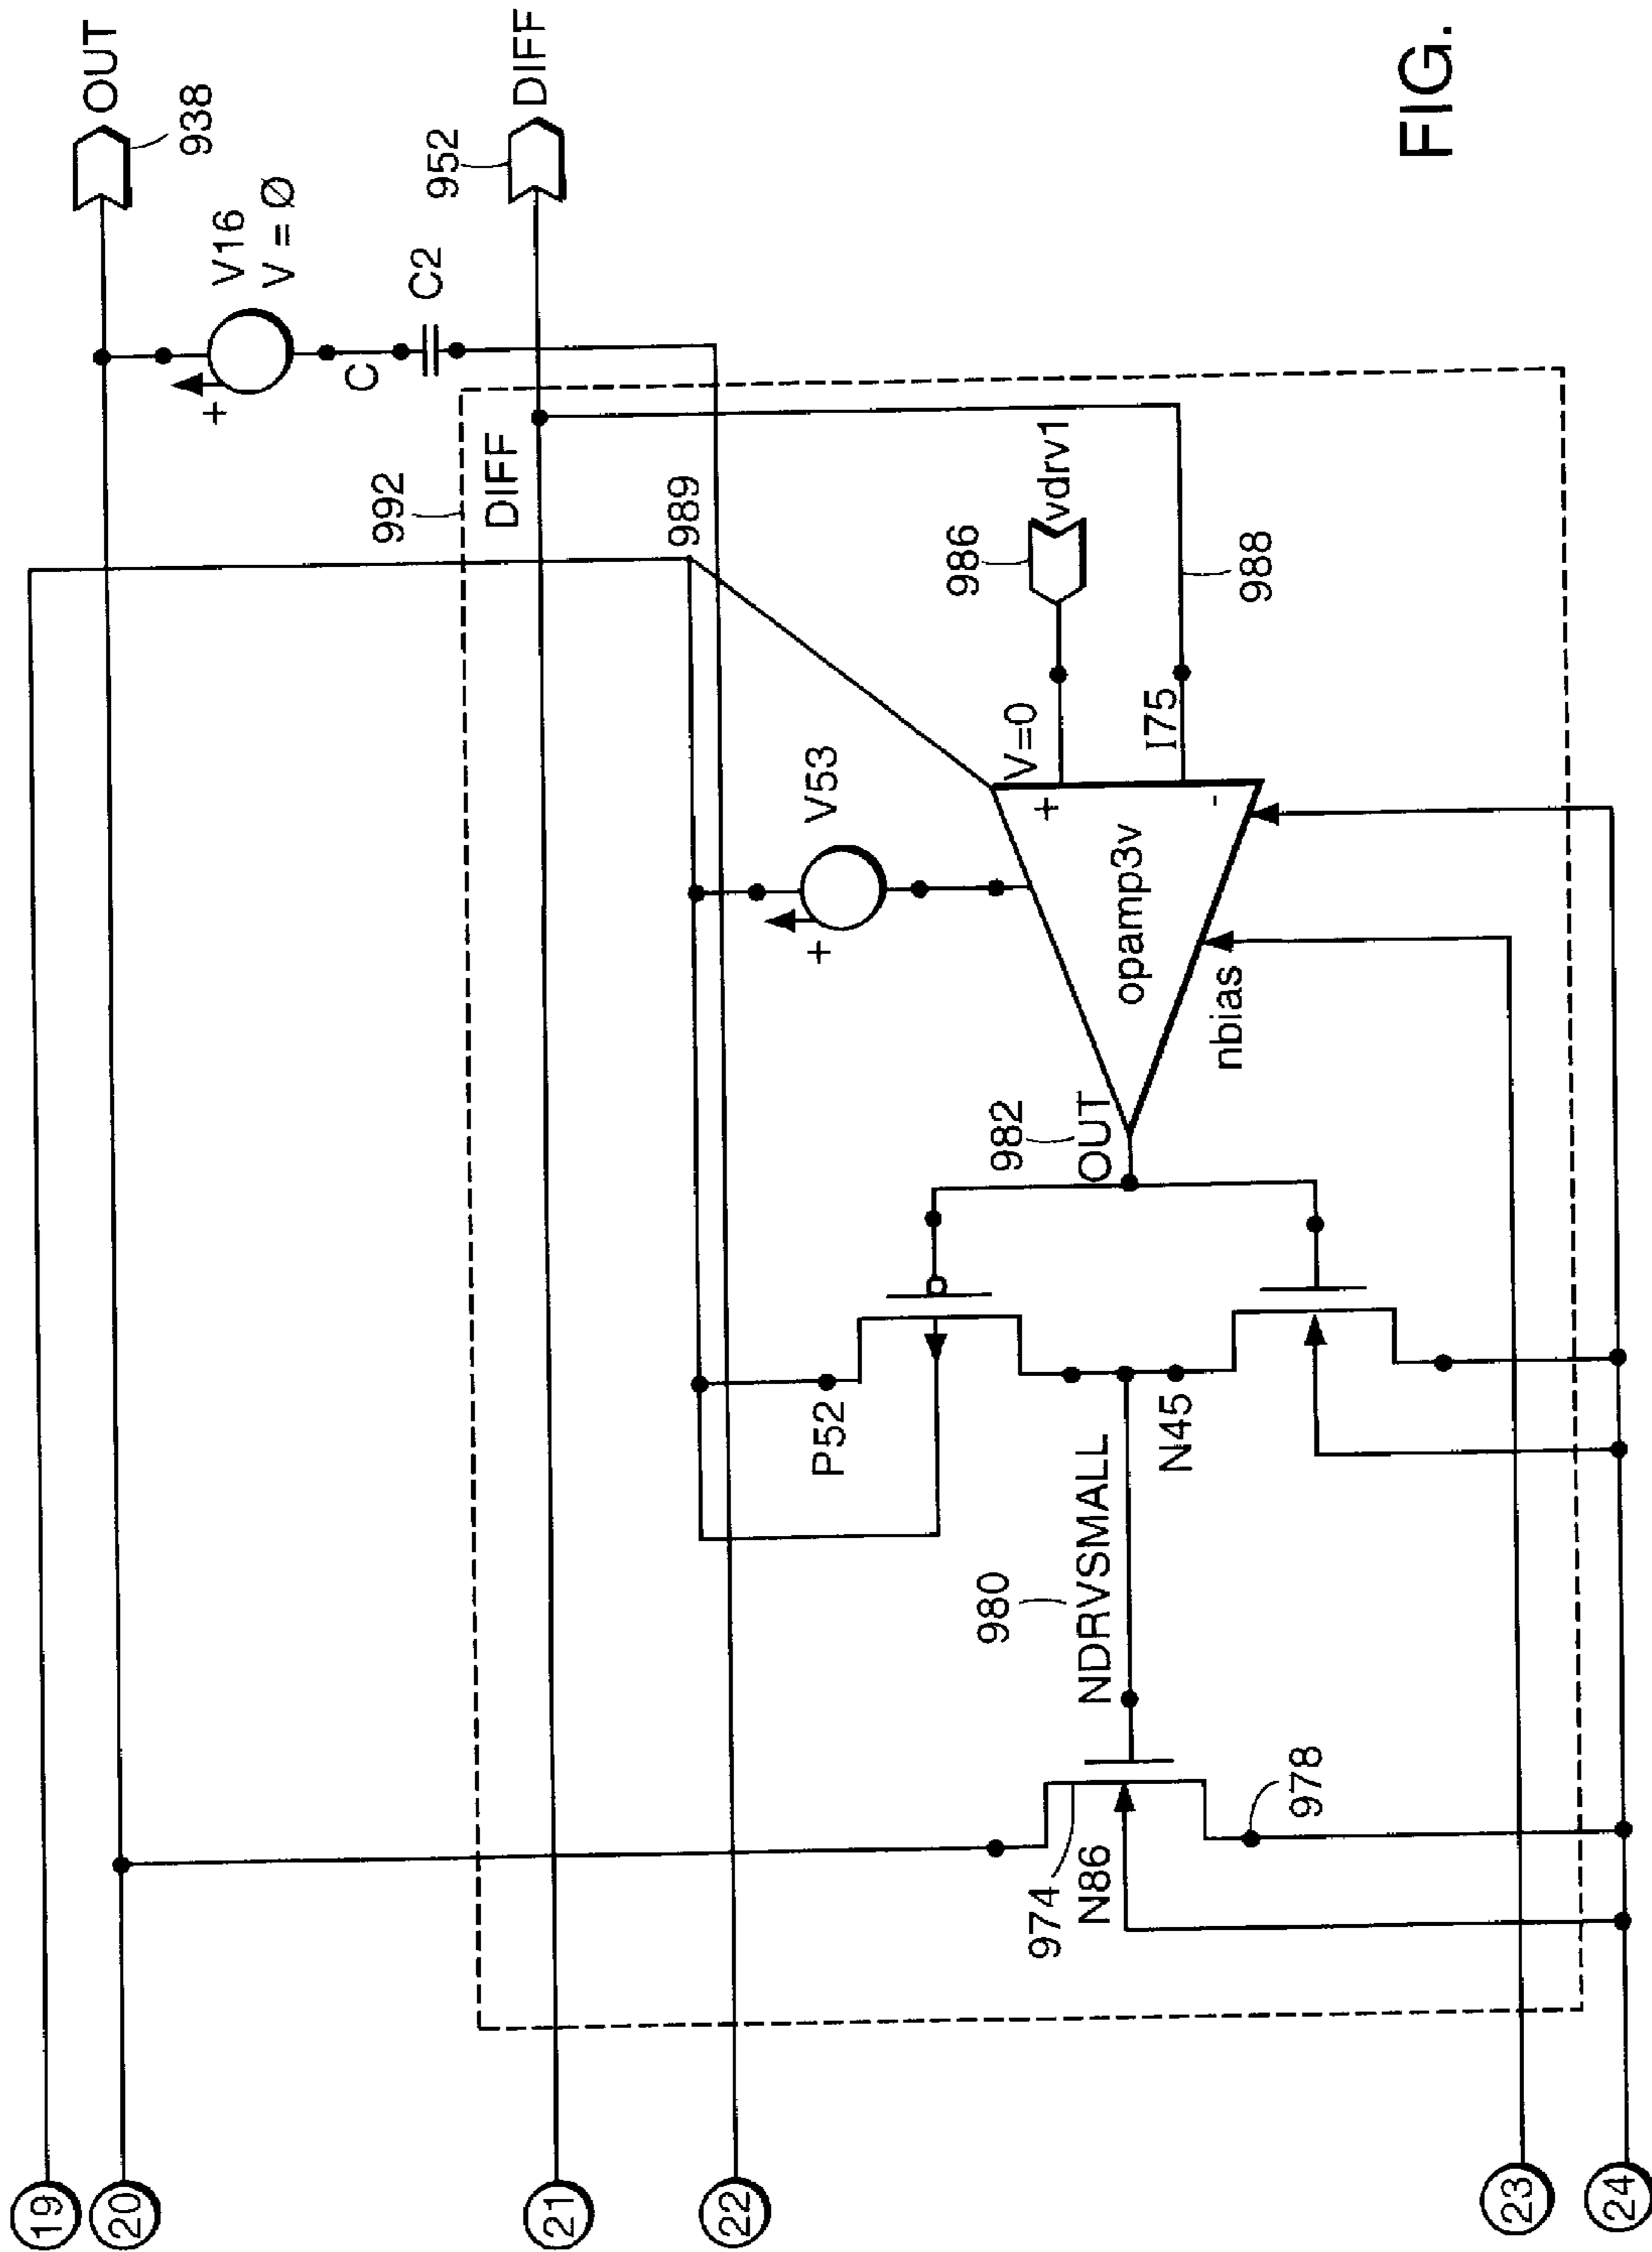 19
20
21
22
23
24
OUT
938
V16
V = Ø
+
C
C2
952
DIFF
992
DIFF
989
V53
+
986
vdrv1
V=0
+
I75
-
988
opamp3v
nbias
982
OUT
P52
N45
980
NDRVSMALL
974
N86
978
FIG.